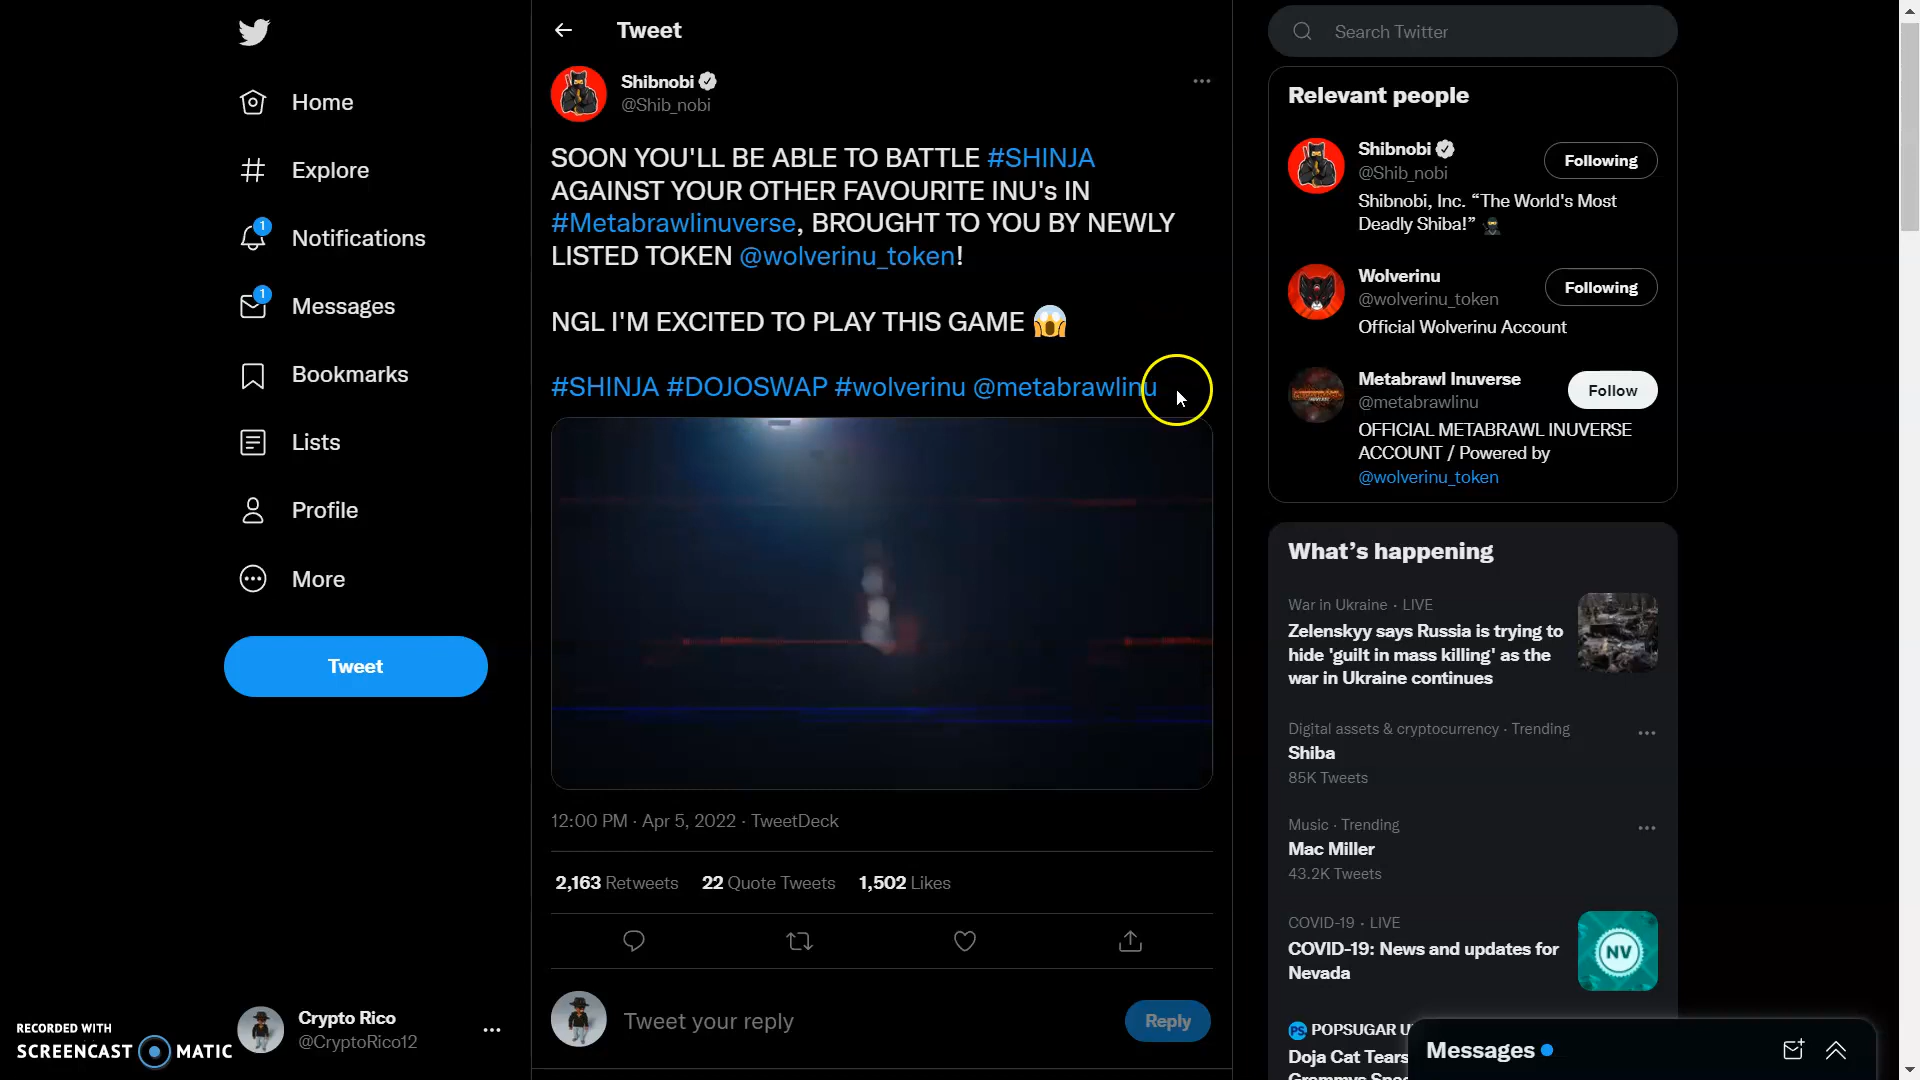 Home
Explore
1
Notifications
1
Messages
Bookmarks
Lists
Profile
More
Tweet
Crypto Rico
@CryptoRico12
RECORDED WITH
SCREENCAST MATIC
Tweet
Shibnobi
@Shib_nobi
SOON YOU'LL BE ABLE TO BATTLE #SHINJA
AGAINST YOUR OTHER FAVOURITE INU's IN
#Metabrawlinuverse, BROUGHT TO YOU BY NEWLY
LISTED TOKEN @wolverinu_token!
NGL I'M EXCITED TO PLAY THIS GAME 😱
#SHINJA #DOJOSWAP #wolverinu @metabrawlinu
12:00 PM · Apr 5, 2022 · TweetDeck
2,163 Retweets 22 Quote Tweets 1,502 Likes
Tweet your reply
Reply
Search Twitter
Relevant people
Shibnobi
@Shib_nobi
Following
Shibnobi, Inc. “The World's Most
Deadly Shiba!” 🥷
Wolverinu
@wolverinu_token
Following
Official Wolverinu Account
Metabrawl Inuverse
@metabrawlinu
Follow
OFFICIAL METABRAWL INUVERSE
ACCOUNT / Powered by
@wolverinu_token
What’s happening
War in Ukraine · LIVE
Zelenskyy says Russia is trying to
hide 'guilt in mass killing' as the
war in Ukraine continues
Digital assets & cryptocurrency · Trending
Shiba
85K Tweets
Music · Trending
Mac Miller
43.2K Tweets
COVID-19 · LIVE
COVID-19: News and updates for
Nevada
NV
PS POPSUGAR
Doja Cat Tears
Messages